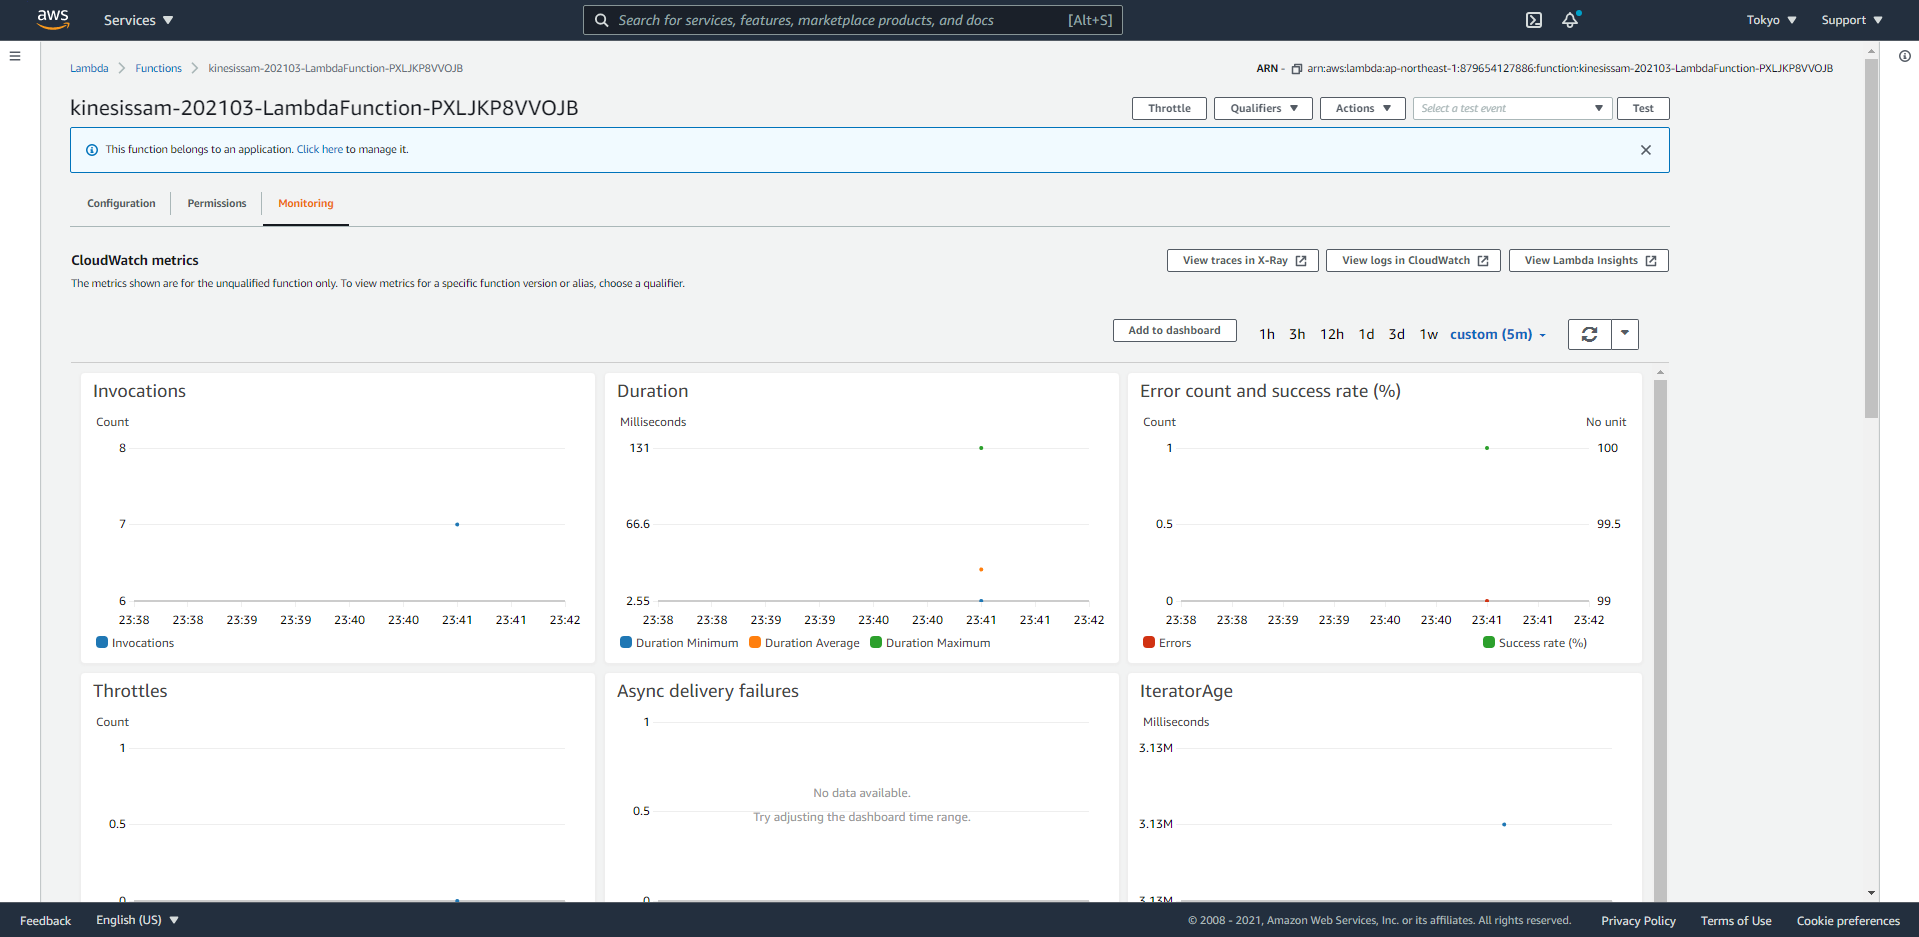 aws Services Search for services, features, marketplace products, and docs [Alt+S] Tokyo Support
Lambda Functions kinesissam-202103-LambdaFunction-PXLJKP8VVOJB ARN - arn:aws:lambda:ap-northeast-1:879654127886:function:kinesissam-202103-LambdaFunction-PXLJKP8VVOJB
kinesissam-202103-LambdaFunction-PXLJKP8VVOJB Throttle Qualifiers Actions Select a test event Test
This function belongs to an application. Click here to manage it.
Configuration Permissions Monitoring
CloudWatch metrics View traces in X-Ray View logs in CloudWatch View Lambda Insights
The metrics shown are for the unqualified function only. To view metrics for a specific function version or alias, choose a qualifier.
Add to dashboard 1h 3h 12h 1d 3d 1w custom (5m)
Invocations
Count
8
7
6
23:38 23:38 23:39 23:39 23:40 23:40 23:41 23:41 23:42
Invocations
Duration
Milliseconds
131
66.6
2.55
23:38 23:38 23:39 23:39 23:40 23:40 23:41 23:41 23:42
Duration Minimum Duration Average Duration Maximum
Error count and success rate (%)
Count No unit
1 100
0.5 99.5
0 99
23:38 23:38 23:39 23:39 23:40 23:40 23:41 23:41 23:42
Errors Success rate (%)
Throttles
Count
1
0.5
0
Async delivery failures
1
No data available.
0.5
Try adjusting the dashboard time range.
0
IteratorAge
Milliseconds
3.13M
3.13M
3.13M
Feedback English (US) © 2008 - 2021, Amazon Web Services, Inc. or its affiliates. All rights reserved. Privacy Policy Terms of Use Cookie preferences